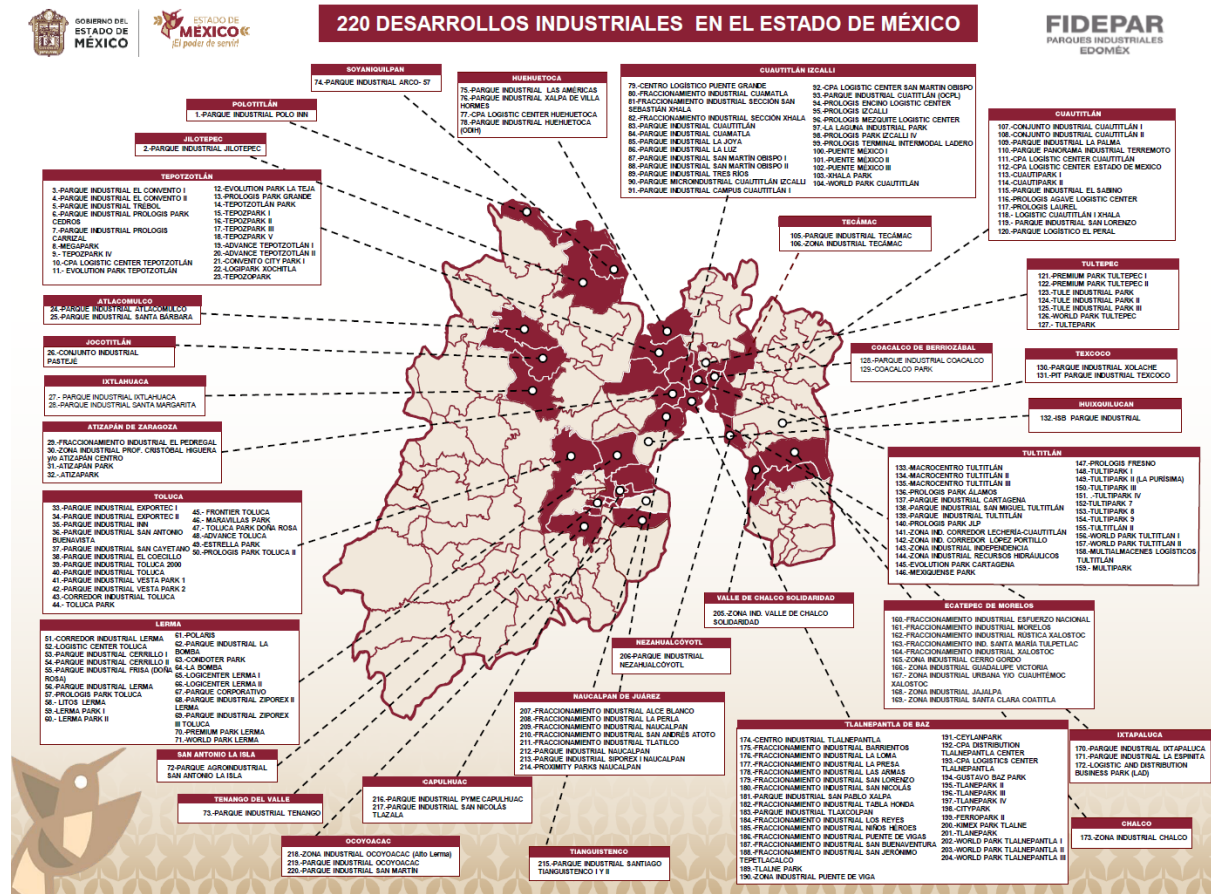 GOBIERNO DEL
ESTADO DE
MÉXICO
ESTADO DE
MÉXICO
¡El poder de servir!
220 DESARROLLOS INDUSTRIALES EN EL ESTADO DE MÉXICO
FIDEPAR
PARQUES INDUSTRIALES
EDOMÉX
SOYANIQUILPAN
74.-PARQUE INDUSTRIAL ARCO- 57
HUEHUETOCA
75.-PARQUE INDUSTRIAL LAS AMÉRICAS
76.-PARQUE INDUSTRIAL XALPA DE VILLA
HORMES
77.-CPA LOGISTIC CENTER HUEHUETOCA
78.-PARQUE INDUSTRIAL HUEHUETOCA
(ODIH)
CUAUTITLÁN IZCALLI
79.-CENTRO LOGÍSTICO PUENTE GRANDE
80.-FRACCIONAMIENTO INDUSTRIAL CUAMATLA
81-FRACCIONAMIENTO INDUSTRIAL SECCIÓN SAN
SEBASTIÁN XHALA
82.-FRACCIONAMIENTO INDUSTRIAL SECCIÓN XHALA
83.-PARQUE INDUSTRIAL CUAUTITLÁN
84.-PARQUE INDUSTRIAL CUAMATLA
85.-PARQUE INDUSTRIAL LA JOYA
86.-PARQUE INDUSTRIAL LA LUZ
87.-PARQUE INDUSTRIAL SAN MARTÍN OBISPO I
88.-PARQUE INDUSTRIAL SAN MARTÍN OBISPO II
89.-PARQUE INDUSTRIAL TRES RÍOS
90.-PARQUE MICROINDUSTRIAL CUAUTITLÁN IZCALLI
91.-PARQUE INDUSTRIAL CAMPUS CUAUTITLÁN I
92.-CPA LOGISTIC CENTER SAN MARTIN OBISPO
93.-PARQUE INDUSTRIAL CUATITLÁN (OCPL)
94.-PROLOGIS ENCINO LOGISTIC CENTER
95.-PROLOGIS IZCALLI
96.-PROLOGIS MEZQUITE LOGISTIC CENTER
97.-LA LAGUNA INDUSTRIAL PARK
98.-PROLOGIS PARK IZCALLI IV
99.-PROLOGIS TERMINAL INTERMODAL LADERO
100.-PUENTE MÉXICO I
101.-PUENTE MÉXICO II
102.-PUENTE MÉXICO III
103.-XHALA PARK
104.-WORLD PARK CUAUTITLÁN
CUAUTITLÁN
107.-CONJUNTO INDUSTRIAL CUAUTITLÁN I
108.-CONJUNTO INDUSTRIAL CUAUTITLÁN II
109.-PARQUE INDUSTRIAL LA PALMA
110.-PARQUE PANORAMA INDUSTRIAL TERREMOTO
111.-CPA LOGÍSTIC CENTER CUAUTITLÁN
112.-CPA LOGÍSTIC CENTER ESTADO DE MEXICO
113.-CUAUTIPARK I
114.-CUAUTIPARK II
115.-PARQUE INDUSTRIAL EL SABINO
116.-PROLOGIS AGAVE LOGISTIC CENTER
117.-PROLOGIS LAUREL
118.- LOGISTIC CUAUTITLÁN I XHALA
119.- PARQUE INDUSTRIAL SAN LORENZO
120.-PARQUE LOGÍSTICO EL PERAL
POLOTITLÁN
1.-PARQUE INDUSTRIAL POLO INN
JILOTEPEC
2.-PARQUE INDUSTRIAL JILOTEPEC
TEPOTZOTLÁN
3.-PARQUE INDUSTRIAL EL CONVENTO I
4.-PARQUE INDUSTRIAL EL CONVENTO II
5.-PARQUE INDUSTRIAL TREBOL
6.-PARQUE INDUSTRIAL PROLOGIS PARK
CEDROS
7.-PARQUE INDUSTRIAL PROLOGIS
CARRIZAL
8.-MEGAPARK
9.- TEPOZPARK IV
10.-CPA LOGISTIC CENTER TEPOTZOTLÁN
11.- EVOLUTION PARK TEPOTZOTLÁN
12.-EVOLUTION PARK LA TEJA
13.-PROLOGIS PARK GRANDE
14.-TEPOTZOTLÁN PARK
15.-TEPOZPARK I
16.-TEPOZPARK II
17.-TEPOZPARK III
18.-TEPOZPARK V
19.-ADVANCE TEPOTZOTLÁN I
20.-ADVANCE TEPOTZOTLÁN II
21.-CONVENTO CITY PARK I
22.-LOGIPARK XOCHITLA
23.-TEPOZOPARK
TECÁMAC
105.-PARQUE INDUSTRIAL TECÁMAC
106.-ZONA INDUSTRIAL TECÁMAC
TULTEPEC
121.-PREMIUM PARK TULTEPEC I
122.-PREMIUM PARK TULTEPEC II
123.-TULE INDUSTRIAL PARK
124.-TULE INDUSTRIAL PARK II
125.-TULE INDUSTRIAL PARK III
126.-WORLD PARK TULTEPEC
127.- TULTEPARK
ATLACOMULCO
24.-PARQUE INDUSTRIAL ATLACOMULCO
25.-PARQUE INDUSTRIAL SANTA BÁRBARA
JOCOTITLÁN
26.-CONJUNTO INDUSTRIAL
PASTEJÉ
COACALCO DE BERRIOZÁBAL
128.-PARQUE INDUSTRIAL COACALCO
129.-COACALCO PARK
TEXCOCO
130.-PARQUE INDUSTRIAL XOLACHE
131.-PIT PARQUE INDUSTRIAL TEXCOCO
IXTLAHUACA
27.- PARQUE INDUSTRIAL IXTLAHUACA
28.-PARQUE INDUSTRIAL SANTA MARGARITA
HUIXQUILUCAN
132.-ISB PARQUE INDUSTRIAL
ATIZAPÁN DE ZARAGOZA
29.-FRACCIONAMIENTO INDUSTRIAL EL PEDREGAL
30.-ZONA INDUSTRIAL PROF. CRISTÓBAL HIGUERA
y/o ATIZAPÁN CENTRO
31.-ATIZAPÁN PARK
32.-.ATIZAPARK
TULTITLÁN
133.-MACROCENTRO TULTITLÁN
134.-MACROCENTRO TULTITLÁN II
135.-MACROCENTRO TULTITLÁN III
136.-PROLOGIS PARK ÁLAMOS
137.-PARQUE INDUSTRIAL CARTAGENA
138.-PARQUE INDUSTRIAL SAN MIGUEL TULTITLÁN
139.-PARQUE INDUSTRIAL TULTITLÁN
140.-PROLOGIS PARK JLP
141.-ZONA IND. CORREDOR LECHERÍA-CUAUTITLÁN
142.-ZONA IND. CORREDOR LÓPEZ PORTILLO
143.-ZONA INDUSTRIAL INDEPENDENCIA
144.-ZONA INDUSTRIAL RECURSOS HIDRÁULICOS
145.-EVOLUTION PARK CARTAGENA
146.-MEXIQUENSE PARK
147.-PROLOGIS FRESNO
148.-TULTIPARK I
149.-TULTIPARK II (LA PURÍSIMA)
150.-TULTIPARK III
151. .-TULTIPARK IV
152-TULTIPARK 7
153.-TULTIPARK 8
154.-TULTIPARK 9
155.-TULTITLÁN II
156.-WORLD PARK TULTITLAN I
157.-WORLD PARK TULTITLAN II
158.-MULTIALMACENES LOGÍSTICOS
TULTITLÁN
159.-MULTIPARK
TOLUCA
33.-PARQUE INDUSTRIAL EXPORTEC I
34.-PARQUE INDUSTRIAL EXPORTEC II
35.-PARQUE INDUSTRIAL INN
36.-PARQUE INDUSTRIAL SAN ANTONIO
BUENAVISTA
37.-PARQUE INDUSTRIAL SAN CAYETANO
38.-PARQUE INDUSTRIAL EL COECILLO
39.-PARQUE INDUSTRIAL TOLUCA 2000
40.-PARQUE INDUSTRIAL TOLUCA
41.-PARQUE INDUSTRIAL VESTA PARK 1
42.-PARQUE INDUSTRIAL VESTA PARK 2
43.-CORREDOR INDUSTRIAL TOLUCA
44.- TOLUCA PARK
45.- FRONTIER TOLUCA
46.- MARAVILLAS PARK
47.- TOLUCA PARK DOÑA ROSA
48.-ADVANCE TOLUCA
49.-ESTRELLA PARK
50.-PROLOGIS PARK TOLUCA II
VALLE DE CHALCO SOLIDARIDAD
205.-ZONA IND. VALLE DE CHALCO
SOLIDARIDAD
ECATEPEC DE MORELOS
160.-FRACCIONAMIENTO INDUSTRIAL ESFUERZO NACIONAL
161.-FRACCIONAMIENTO INDUSTRIAL MORELOS
162.-FRACCIONAMIENTO INDUSTRIAL RÚSTICA XALOSTOC
163.-FRACCIONAMIENTO IND. SANTA MARÍA TULPETLAC
164.-FRACCIONAMIENTO INDUSTRIAL XALOSTOC
165.-ZONA INDUSTRIAL CERRO GORDO
166.- ZONA INDUSTRIAL GUADALUPE VICTORIA
167.- ZONA INDUSTRIAL URBANA Y/O CUAUHTÉMOC
XALOSTOC
168.- ZONA INDUSTRIAL JAJALPA
169.- ZONA INDUSTRIAL SANTA CLARA COATITLA
LERMA
51.-CORREDOR INDUSTRIAL LERMA
52.-LOGISTIC CENTER TOLUCA
53.-PARQUE INDUSTRIAL CERRILLO I
54.-PARQUE INDUSTRIAL CERRILLO II
55.-PARQUE INDUSTRIAL FRISA (DOÑA
ROSA)
56.-PARQUE INDUSTRIAL LERMA
57.-PROLOGIS PARK TOLUCA
58.- LITOS LERMA
59.-LERMA PARK I
60.- LERMA PARK II
61.-POLARIS
62.-PARQUE INDUSTRIAL LA
BOMBA
63.-CONDOTER PARK
64.-LA BOMBA
65.-LOGICENTER LERMA I
66.-LOGICENTER LERMA II
67.-PARQUE CORPORATIVO
68.-PARQUE INDUSTRIAL ZIPOREX II
LERMA
69.-PARQUE INDUSTRIAL ZIPOREX
III TOLUCA
70.-PREMIUM PARK LERMA
71.-WORLD PARK LERMA
NEZAHUALCÓYOTL
206-PARQUE INDUSTRIAL
NEZAHUALCÓYOTL
NAUCALPAN DE JUÁREZ
207.-FRACCIONAMIENTO INDUSTRIAL ALCE BLANCO
208.-FRACCIONAMIENTO INDUSTRIAL LA PERLA
209.-FRACCIONAMIENTO INDUSTRIAL NAUCALPAN
210.-FRACCIONAMIENTO INDUSTRIAL SAN ANDRÉS ATOTO
211.-FRACCIONAMIENTO INDUSTRIAL TLATILCO
212.-PARQUE INDUSTRIAL NAUCALPAN
213.-PARQUE INDUSTRIAL SIPOREX I NAUCALPAN
214.-PROXIMITY PARKS NAUCALPAN
TLALNEPANTLA DE BAZ
174.-CENTRO INDUSTRIAL TLALNEPANTLA
175.-FRACCIONAMIENTO INDUSTRIAL BARRIENTOS
176.-FRACCIONAMIENTO INDUSTRIAL LA LOMA
177.-FRACCIONAMIENTO INDUSTRIAL LA PRESA
178.-FRACCIONAMIENTO INDUSTRIAL LAS ARMAS
179.-FRACCIONAMIENTO INDUSTRIAL SAN LORENZO
180.-FRACCIONAMIENTO INDUSTRIAL SAN NICOLÁS
181.-PARQUE INDUSTRIAL SAN PABLO XALPA
182.-FRACCIONAMIENTO INDUSTRIAL TABLA HONDA
183.-PARQUE INDUSTRIAL TLAXCOLPAN
184.-FRACCIONAMIENTO INDUSTRIAL LOS REYES
185.-FRACCIONAMIENTO INDUSTRIAL NIÑOS HÉROES
186.-FRACCIONAMIENTO INDUSTRIAL PUENTE DE VIGAS
187.-FRACCIONAMIENTO INDUSTRIAL SAN BUENAVENTURA
188.-FRACCIONAMIENTO INDUSTRIAL SAN JERÓNIMO
TEPETLACALCO
189.-TLALNE PARK
190.-ZONA INDUSTRIAL PUENTE DE VIGA
191.-CEYLANPARK
192.-CPA DISTRIBUTION
TLALNEPANTLA CENTER
193.-CPA LOGISTICS CENTER
TLALNEPANTLA
194.-GUSTAVO BAZ PARK
195.-TLANEPARK II
196.-TLANEPARK III
197.-TLANEPARK IV
198.-CITYPARK
199.-FERROPARK II
200.-KIMEX PARK TLALNE
201.-TLANEPARK
202.-WORLD PARK TLALNEPANTLA I
203.-WORLD PARK TLALNEPANTLA II
204.-WORLD PARK TLALNEPANTLA III
IXTAPALUCA
170.-PARQUE INDUSTRIAL IXTAPALUCA
171.-PARQUE INDUSTRIAL LA ESPINITA
172.-LOGISTIC AND DISTRIBUTION
BUSINESS PARK (LAD)
CHALCO
173.-ZONA INDUSTRIAL CHALCO
SAN ANTONIO LA ISLA
72-PARQUE AGROINDUSTRIAL
SAN ANTONIO LA ISLA
TENANGO DEL VALLE
73.-PARQUE INDUSTRIAL TENANGO
CAPULHUAC
216.-PARQUE INDUSTRIAL PYME CAPULHUAC
217.-PARQUE INDUSTRIAL SAN NICOLÁS
TLAZALA
OCOYOACAC
218.-ZONA INDUSTRIAL OCOYOACAC (Alto Lerma)
219.-PARQUE INDUSTRIAL OCOYOACAC
220.-PARQUE INDUSTRIAL SAN MARTÍN
TIANGUISTENCO
215.-PARQUE INDUSTRIAL SANTIAGO
TIANGUISTENCO I Y II